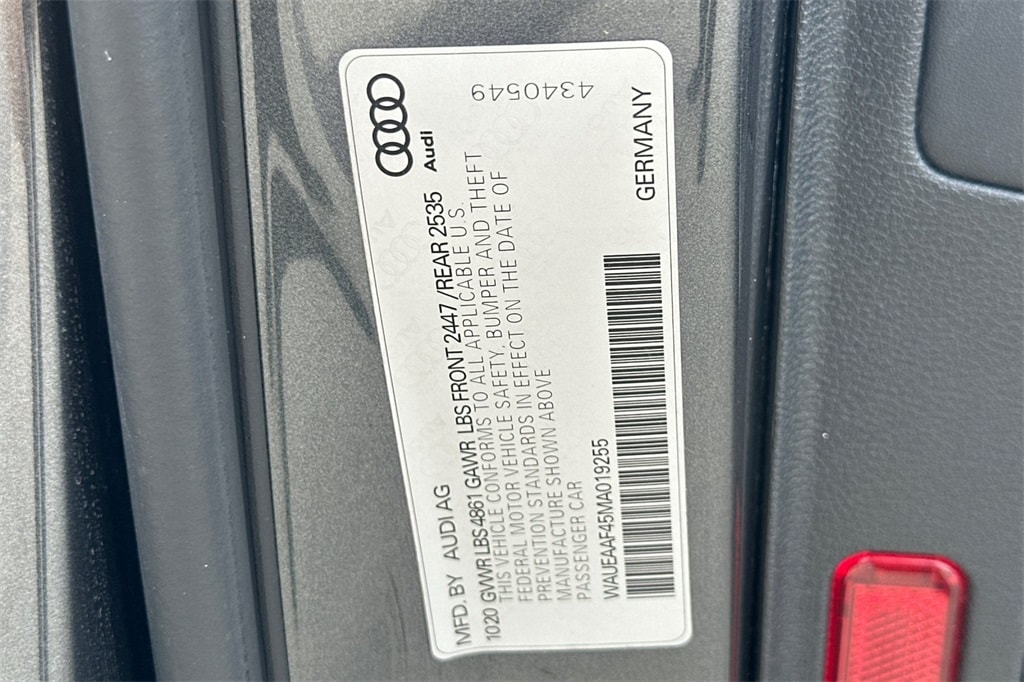 MFD. BY AUDI AG
Audi
1020 GVWR LBS 4861 GAWR LBS FRONT 2447 / REAR 2535
THIS VEHICLE CONFORMS TO ALL APPLICABLE U.S.
FEDERAL MOTOR VEHICLE SAFETY, BUMPER AND THEFT
PREVENTION STANDARDS IN EFFECT ON THE DATE OF
MANUFACTURE SHOWN ABOVE
PASSENGER CAR
4340549
WAUEAAF45MA019255
GERMANY